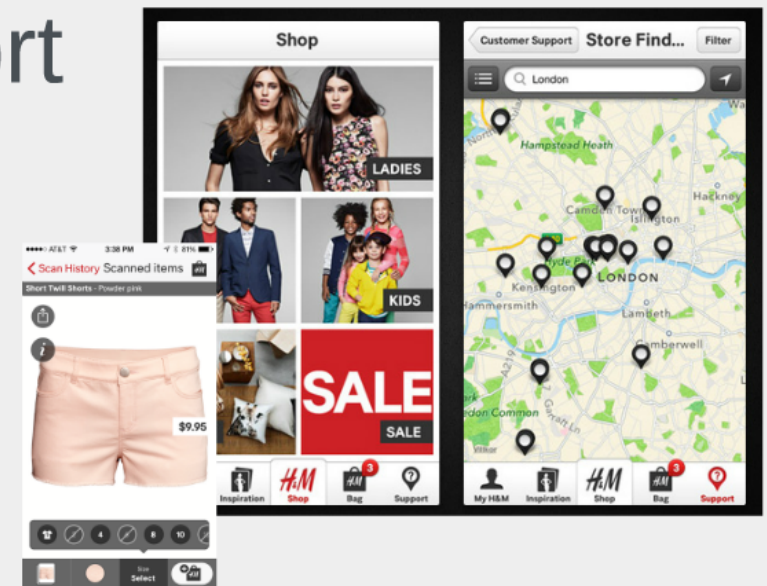 rt
Shop
LADIES
KIDS
SALE
SALE
Inspiration
H&M
Shop
3
H&M
Bag
Support
Customer Support
Store Find...
Filter
London
Hampstead Heath
Camden Town
Islington
Hackney
Hyde Park
Kensington
LONDON
Hammersmith
Lambeth
Camberwell
A219
Garratt Ln
My H&M
Inspiration
H&M
Shop
3
H&M
Bag
Support
AT&T
3:38 PM
81%
Scan History
Scanned items
H&M
Short Twill Shorts - Powder pink
i
$9.95
4
8
10
Size
Select